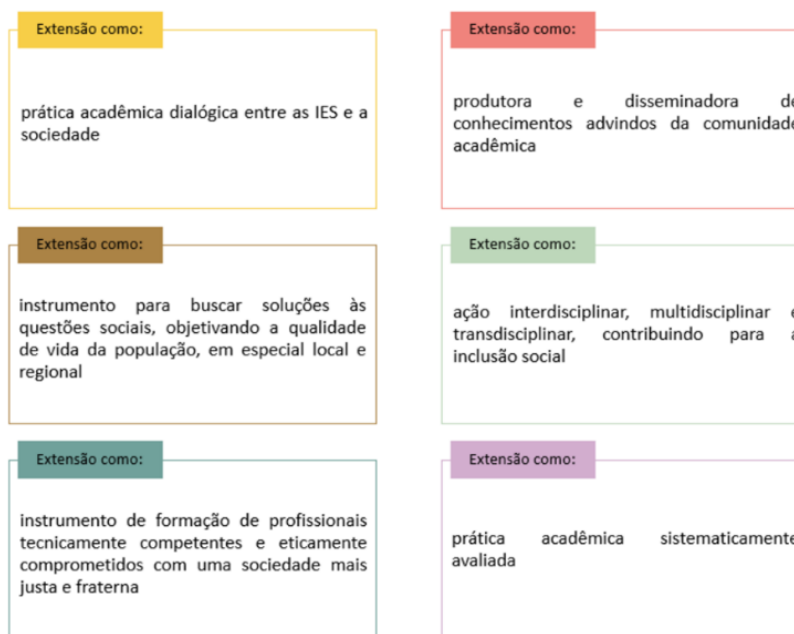 Extensão como:
prática acadêmica dialógica entre as IES e a
sociedade
Extensão como:
produtora e disseminadora de
conhecimentos advindos da comunidade
acadêmica
Extensão como:
instrumento para buscar soluções às
questões sociais, objetivando a qualidade
de vida da população, em especial local e
regional
Extensão como:
ação interdisciplinar, multidisciplinar e
transdisciplinar, contribuindo para a
inclusão social
Extensão como:
instrumento de formação de profissionais
tecnicamente competentes e eticamente
comprometidos com uma sociedade mais
justa e fraterna
Extensão como:
prática acadêmica sistematicamente
avaliada